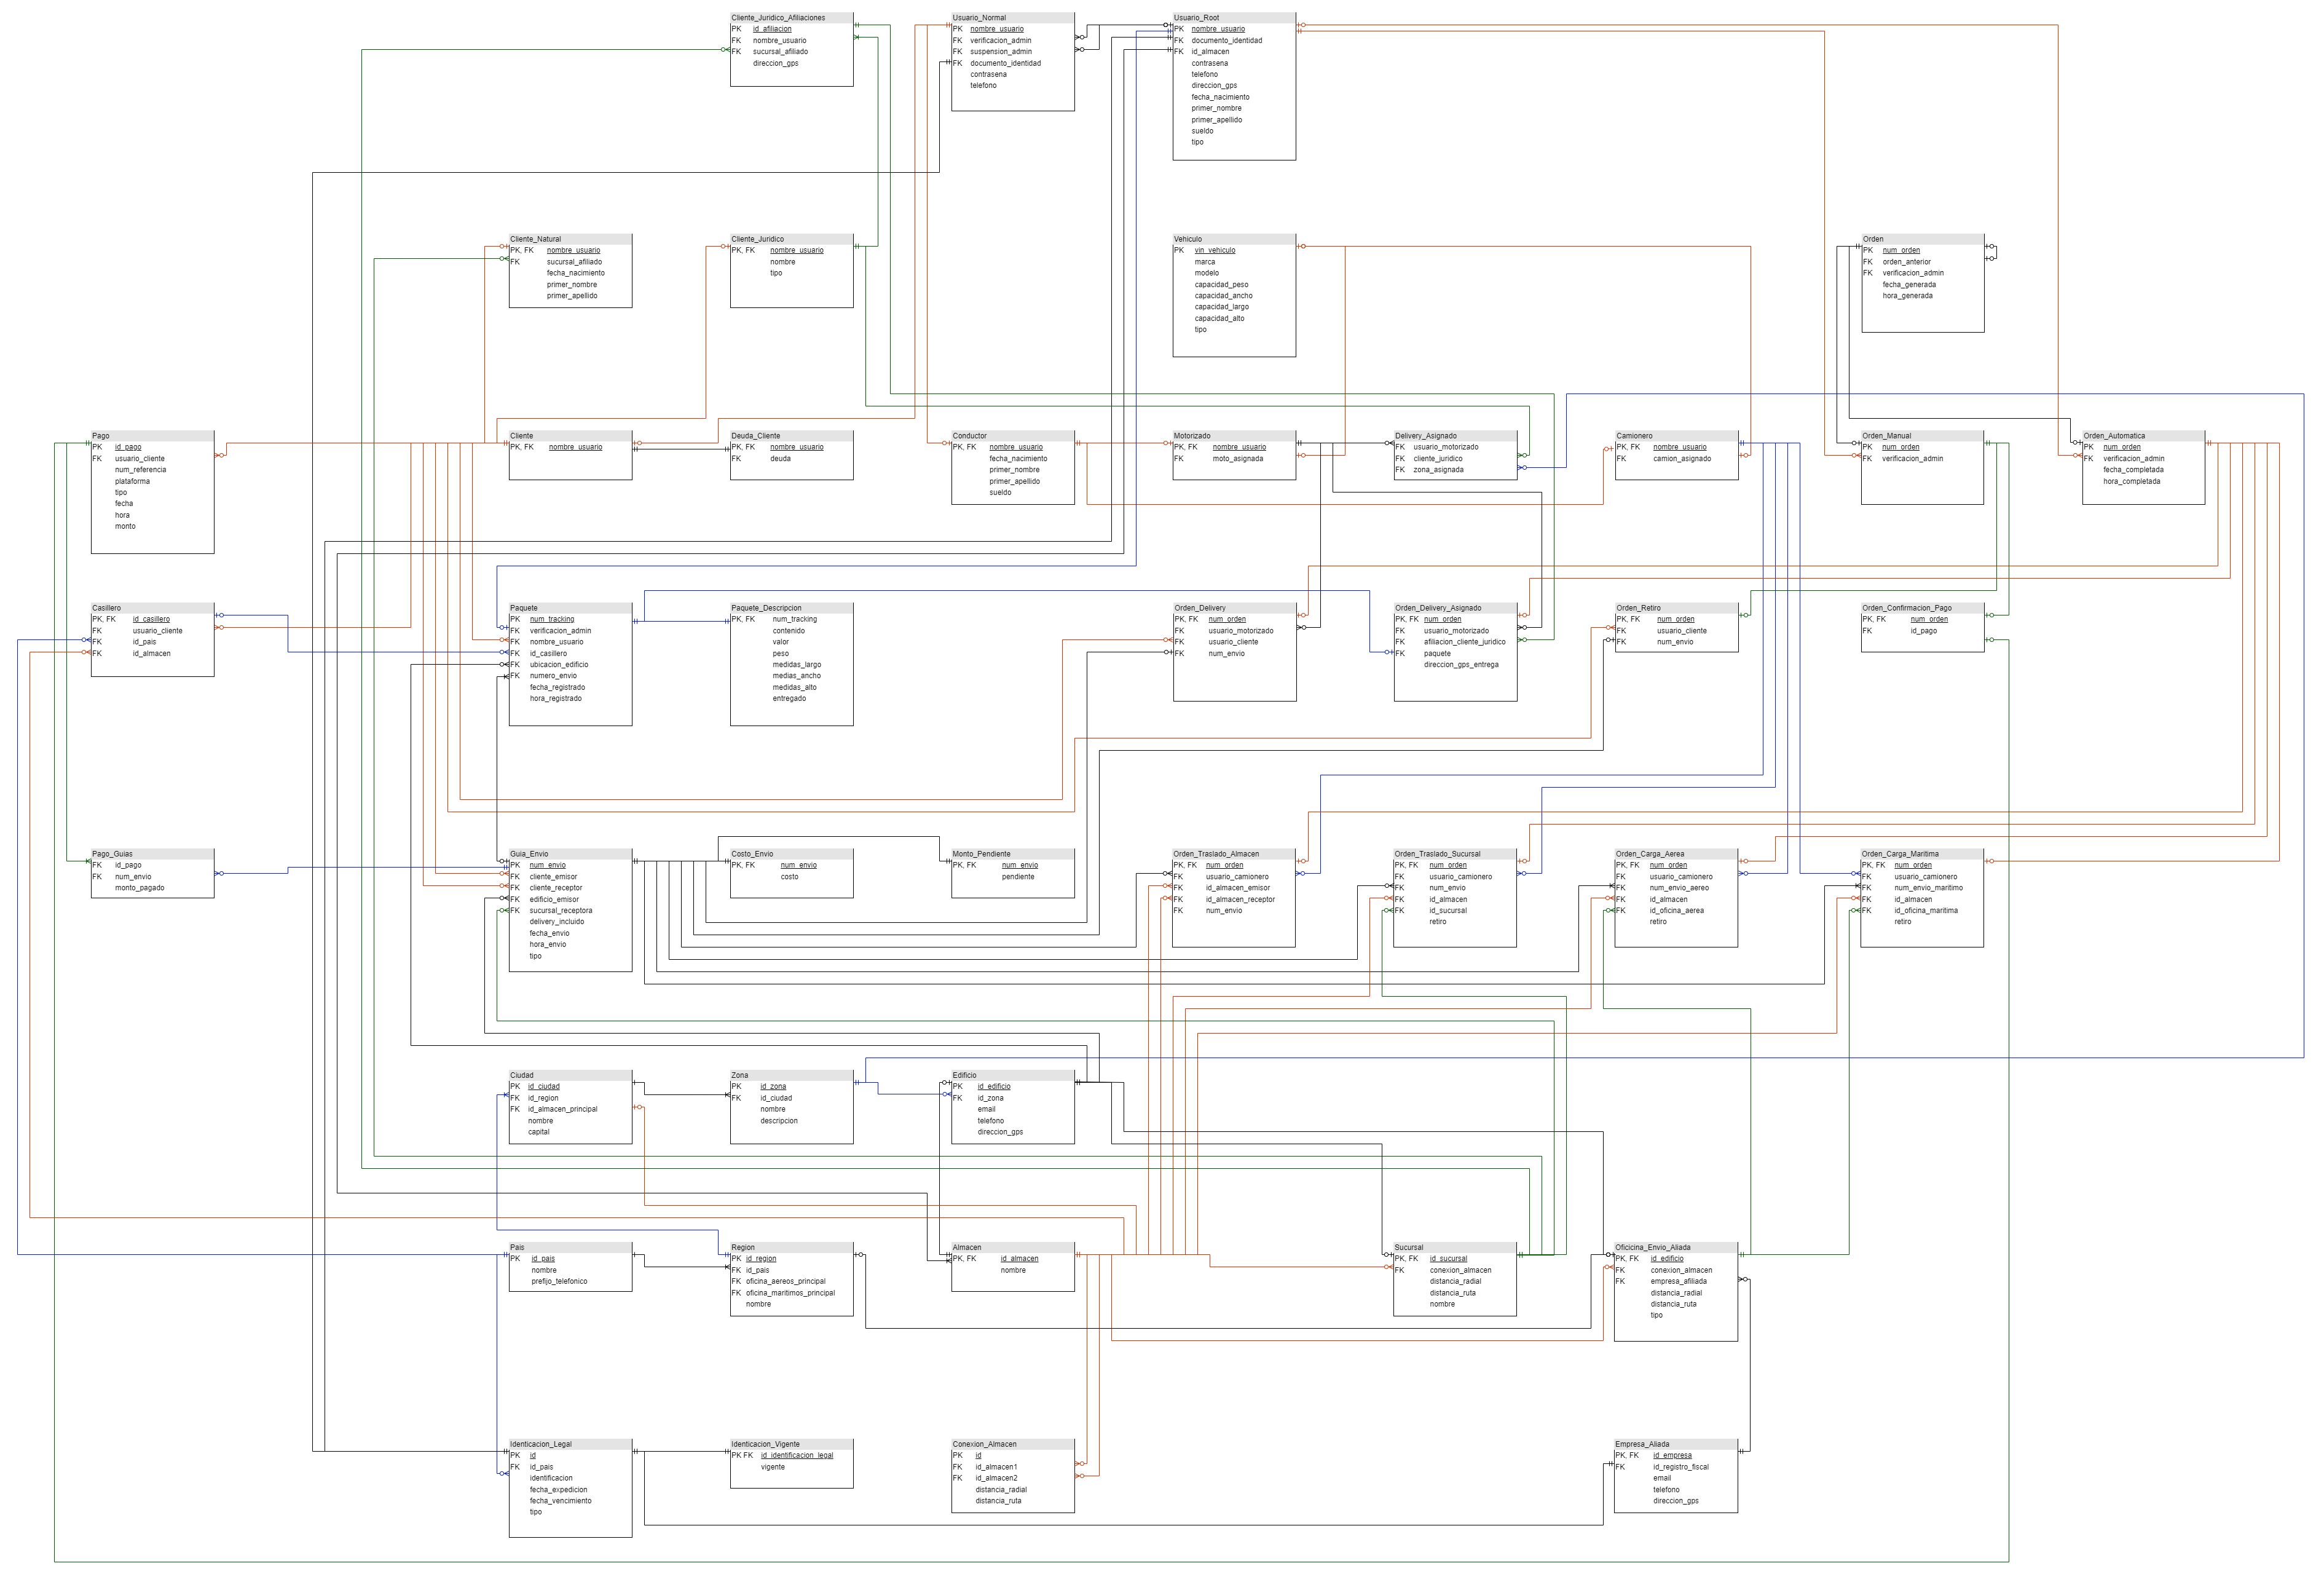 Cliente_Juridico_Afiliaciones
PK id_afiliacion
FK nombre_usuario
FK sucursal_afiliado
direccion_gps
Usuario_Normal
PK nombre_usuario
FK verificacion_admin
FK suspension_admin
FK documento_identidad
contrasena
telefono
Usuario_Root
PK nombre_usuario
FK documento_identidad
FK id_almacen
contrasena
telefono
direccion_gps
fecha_nacimiento
primer_nombre
primer_apellido
sueldo
tipo
Cliente_Natural
PK, FK nombre_usuario
FK sucursal_afiliado
fecha_nacimiento
primer_nombre
primer_apellido
Cliente_Juridico
PK, FK nombre_usuario
nombre
tipo
Vehiculo
PK vin_vehiculo
marca
modelo
capacidad_peso
capacidad_ancho
capacidad_largo
capacidad_alto
tipo
Orden
PK num_orden
FK orden_anterior
FK verificacion_admin
fecha_generada
hora_generada
Pago
PK id_pago
FK usuario_cliente
num_referencia
plataforma
tipo
fecha
hora
monto
Cliente
PK, FK nombre_usuario
Deuda_Cliente
PK, FK nombre_usuario
FK deuda
Conductor
PK, FK nombre_usuario
fecha_nacimiento
primer_nombre
primer_apellido
sueldo
Motorizado
PK, FK nombre_usuario
FK moto_asignada
Delivery_Asignado
FK usuario_motorizado
FK cliente_juridico
FK zona_asignada
Camionero
PK, FK nombre_usuario
FK camion_asignado
Orden_Manual
PK, FK num_orden
FK verificacion_admin
Orden_Automatica
PK, FK num_orden
FK verificacion_admin
fecha_completada
hora_completada
Casillero
PK, FK id_casillero
FK usuario_cliente
FK id_pais
FK id_almacen
Paquete
PK num_tracking
FK verificacion_admin
FK nombre_usuario
FK id_casillero
FK ubicacion_edificio
FK numero_envio
fecha_registrado
hora_registrado
Paquete_Descripcion
PK, FK num_tracking
contenido
valor
peso
medidas_largo
medias_ancho
medidas_alto
entregado
Orden_Delivery
PK, FK num_orden
FK usuario_motorizado
FK usuario_cliente
FK num_envio
Orden_Delivery_Asignado
PK, FK num_orden
FK usuario_motorizado
FK afiliacion_cliente_juridico
FK paquete
direccion_gps_entrega
Orden_Retiro
PK, FK num_orden
FK usuario_cliente
FK num_envio
Orden_Confirmacion_Pago
PK, FK num_orden
FK id_pago
Pago_Guias
FK id_pago
FK num_envio
monto_pagado
Guia_Envio
PK num_envio
FK cliente_emisor
FK cliente_receptor
FK edificio_emisor
FK sucursal_receptora
delivery_incluido
fecha_envio
hora_envio
tipo
Costo_Envio
PK, FK num_envio
costo
Monto_Pendiente
PK, FK num_envio
pendiente
Orden_Traslado_Almacen
PK, FK num_orden
FK usuario_camionero
FK id_almacen_emisor
FK id_almacen_receptor
FK num_envio
Orden_Traslado_Sucursal
PK, FK num_orden
FK usuario_camionero
FK num_envio
FK id_almacen
FK id_sucursal
retiro
Orden_Carga_Aerea
PK, FK num_orden
FK usuario_camionero
FK num_envio_aereo
FK id_almacen
FK id_oficina_aerea
retiro
Orden_Carga_Maritima
PK, FK num_orden
FK usuario_camionero
FK num_envio_maritimo
FK id_almacen
FK id_oficina_maritima
retiro
Ciudad
PK id_ciudad
FK id_region
FK id_almacen_principal
nombre
capital
Zona
PK id_zona
FK id_ciudad
nombre
descripcion
Edificio
PK id_edificio
FK id_zona
email
telefono
direccion_gps
Pais
PK id_pais
nombre
prefijo_telefonico
Region
PK id_region
FK id_pais
FK oficina_aereos_principal
FK oficina_maritimos_principal
nombre
Almacen
PK, FK id_almacen
nombre
Sucursal
PK, FK id_sucursal
FK conexion_almacen
distancia_radial
distancia_ruta
nombre
Oficicina_Envio_Aliada
PK, FK id_edificio
FK conexion_almacen
FK empresa_afiliada
distancia_radial
distancia_ruta
tipo
Identicacion_Legal
PK id
FK id_pais
identificacion
fecha_expedicion
fecha_vencimiento
tipo
Identicacion_Vigente
PK FK id_identificacion_legal
vigente
Conexion_Almacen
PK id
FK id_almacen1
FK id_almacen2
distancia_radial
distancia_ruta
Empresa_Aliada
PK, FK id_empresa
FK id_registro_fiscal
email
telefono
direccion_gps